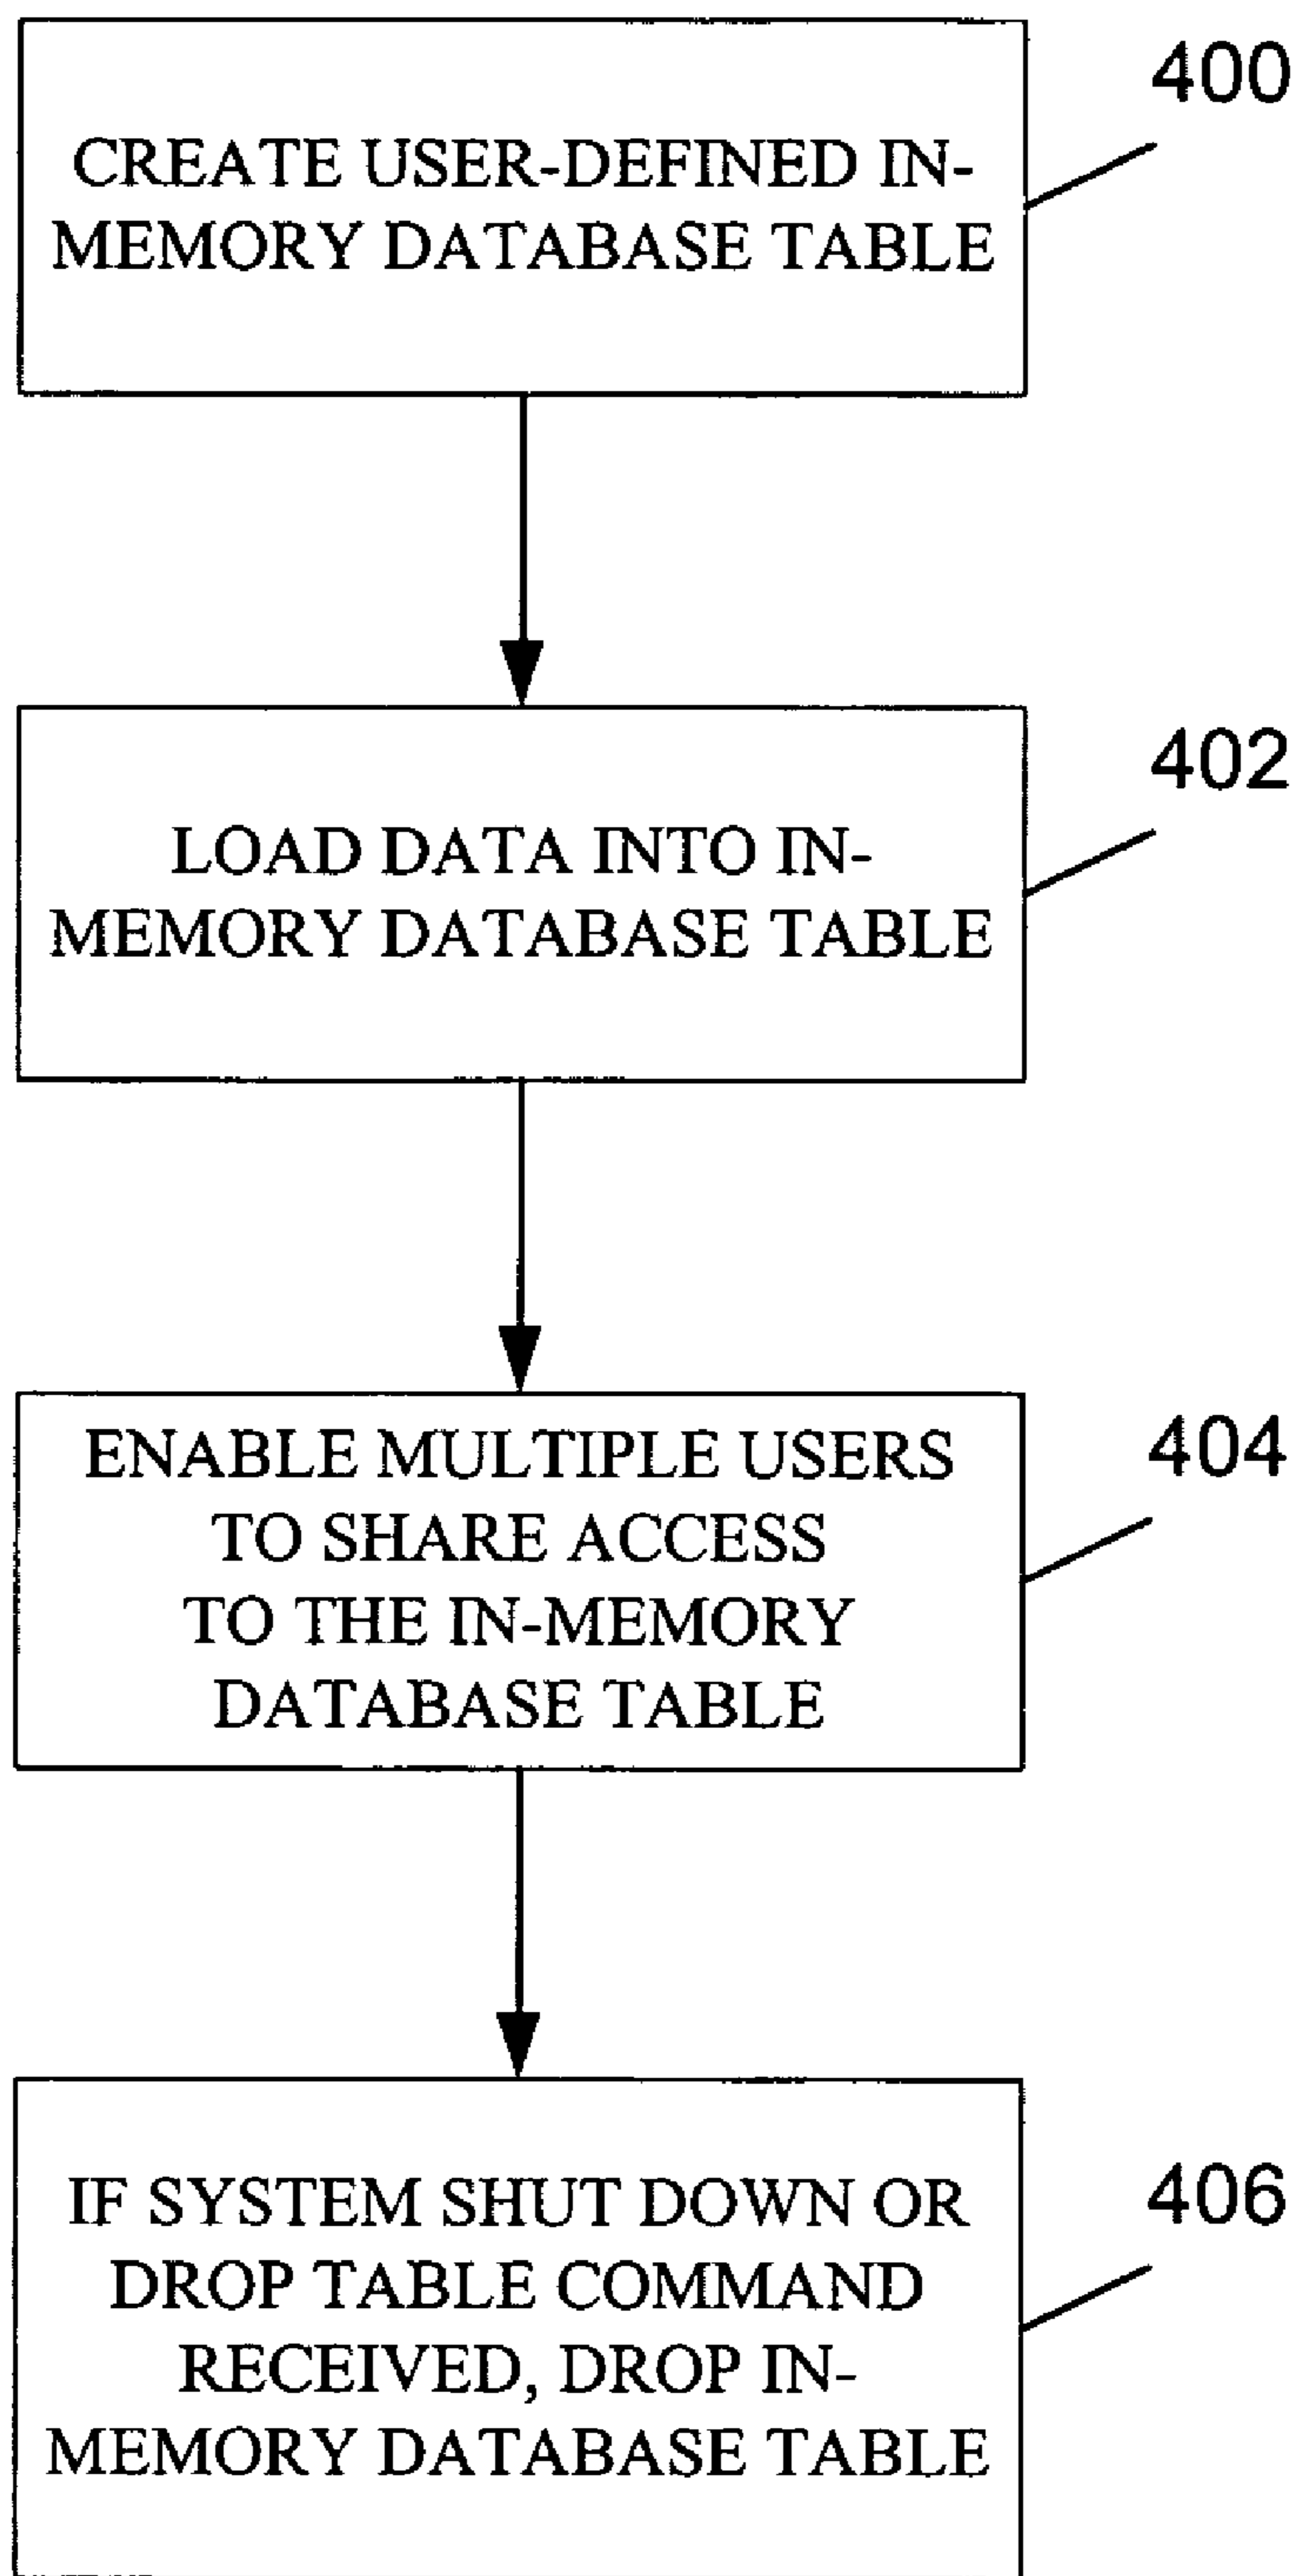 400
CREATE USER-DEFINED IN-
MEMORY DATABASE TABLE
402
LOAD DATA INTO IN-
MEMORY DATABASE TABLE
404
ENABLE MULTIPLE USERS
TO SHARE ACCESS
TO THE IN-MEMORY
DATABASE TABLE
406
IF SYSTEM SHUT DOWN OR
DROP TABLE COMMAND
RECEIVED, DROP IN-
MEMORY DATABASE TABLE